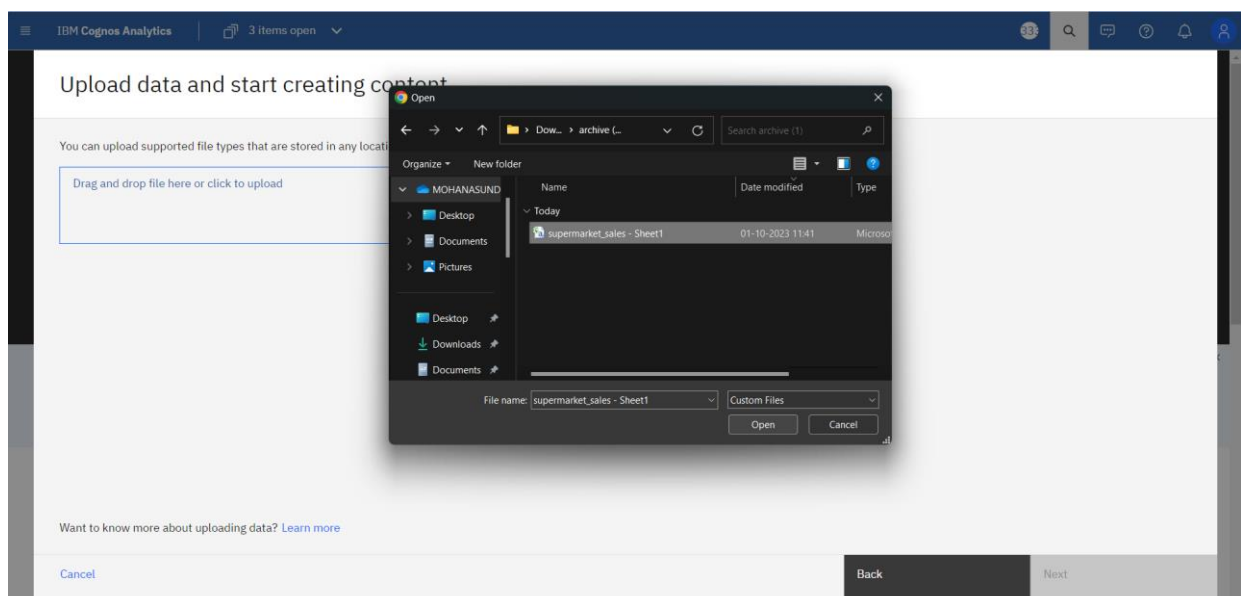 IBM Cognos Analytics 3 items open
Upload data and start creating content
Open
Dow... archive (... Search archive (1)
You can upload supported file types that are stored in any locati
Organize New folder
Drag and drop file here or click to upload
MOHANASUND Name Date modified Type
Desktop Today
Documents supermarket_sales - Sheet1 01-10-2023 11:41 Microso
Pictures
Desktop
Downloads
Documents
File name: supermarket_sales - Sheet1 Custom Files
Open Cancel
Want to know more about uploading data? Learn more
Cancel Back Next